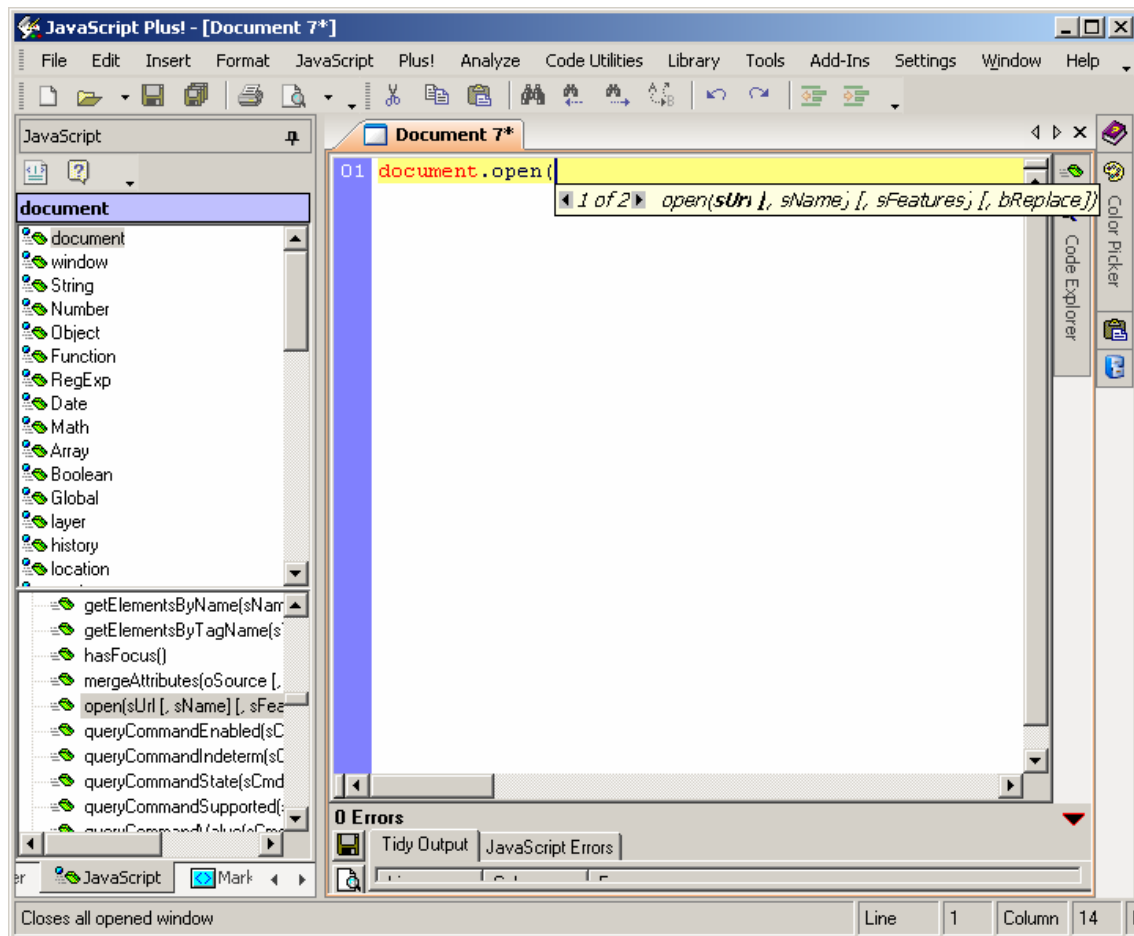 JavaScript Plus! - [Document 7*]
File Edit Insert Format JavaScript Plus! Analyze Code Utilities Library Tools Add-Ins Settings Window Help
JavaScript
document
document
window
String
Number
Object
Function
RegExp
Date
Math
Array
Boolean
Global
layer
history
location
getElementsByName(sNam
getElementsByTagName(s
hasFocus()
mergeAttributes(oSource [,
open(sUrl [, sName] [, sFea
queryCommandEnabled(sC
queryCommandIndeterm(sC
queryCommandState(sCmd
queryCommandSupported(
er JavaScript Mark
Document 7*
01 document.open(
1 of 2 open(sUrl [, sName] [, sFeatures] [, bReplace])
Code Explorer
Color Picker
0 Errors
Tidy Output JavaScript Errors
Closes all opened window Line 1 Column 14